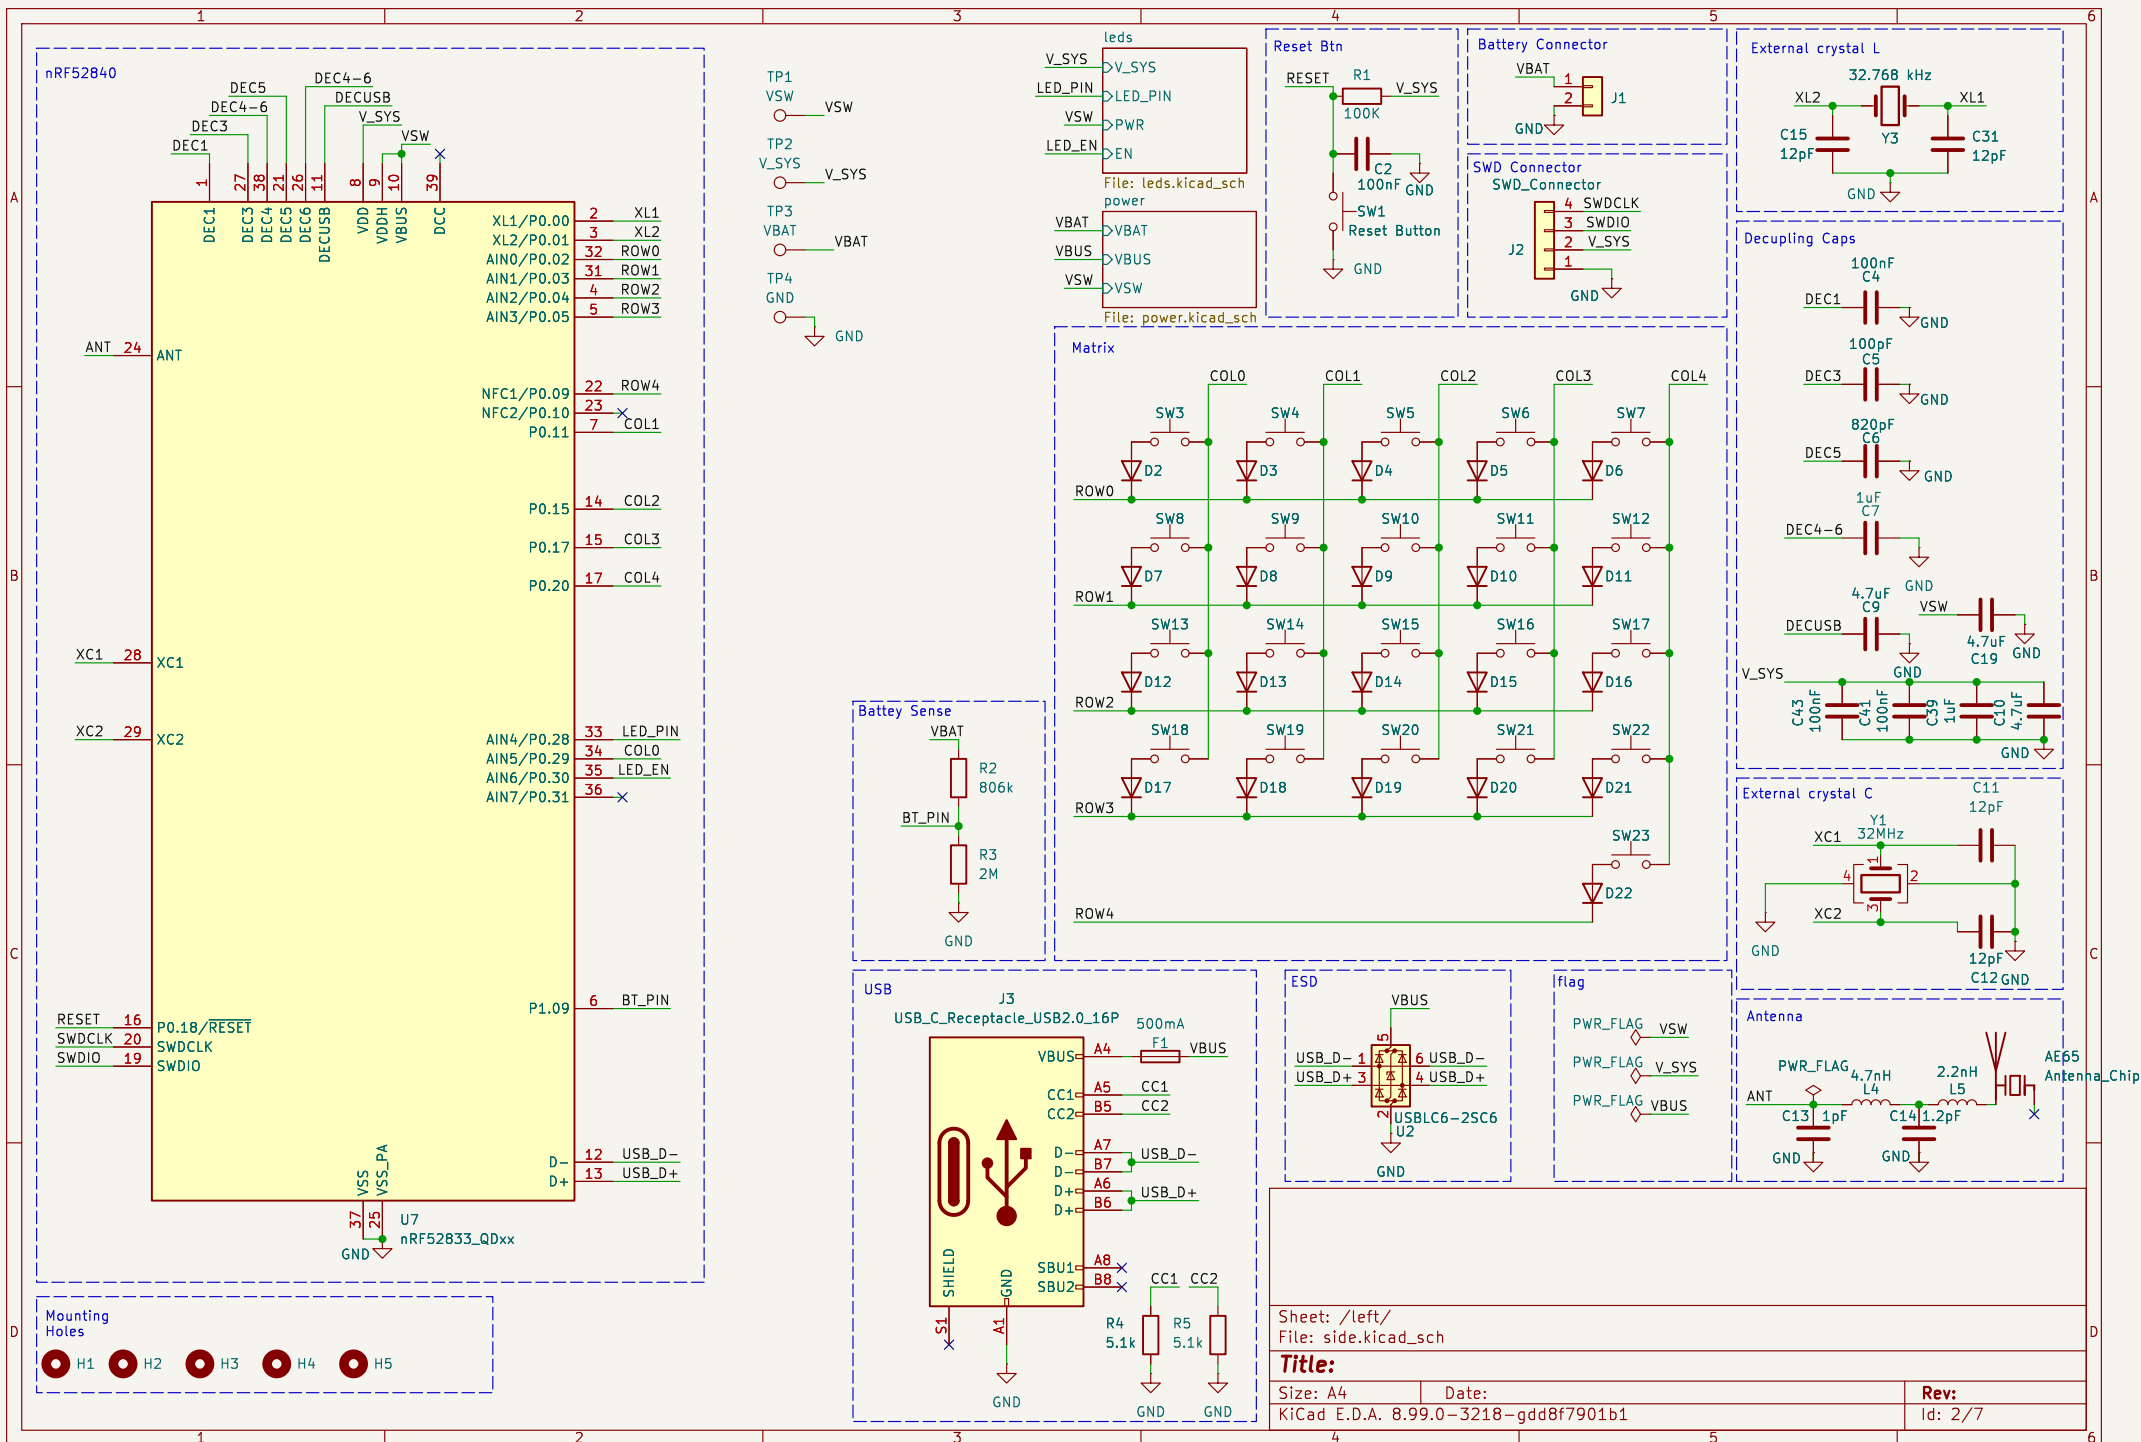 1 2 3 4 5 6
A
B
C
D
nRF52840
DEC1
DEC3
DEC4-6
DEC5
DEC4-6
DECUSB
V_SYS
VSW
1 27 38 21 26 11 8 9 10 39
DEC1 DEC3 DEC4 DEC5 DEC6 DECUSB VDD VDDH VBUS DCC
XL1/P0.00 2 XL1
XL2/P0.01 3 XL2
AIN0/P0.02 32 ROW0
AIN1/P0.03 31 ROW1
AIN2/P0.04 4 ROW2
AIN3/P0.05 5 ROW3
ANT 24 ANT
NFC1/P0.09 22 ROW4
NFC2/P0.10 23
P0.11 7 COL1
P0.15 14 COL2
P0.17 15 COL3
P0.20 17 COL4
XC1 28 XC1
XC2 29 XC2
AIN4/P0.28 33 LED_PIN
AIN5/P0.29 34 COL0
AIN6/P0.30 35 LED_EN
AIN7/P0.31 36
P1.09 6 BT_PIN
RESET 16 P0.18/RESET
SWDCLK 20 SWDCLK
SWDIO 19 SWDIO
D- 12 USB_D-
D+ 13 USB_D+
VSS VSS_PA
37 25
GND
U7
nRF52833_QDxx
Mounting
Holes
H1 H2 H3 H4 H5
TP1
VSW
VSW
TP2
V_SYS
V_SYS
TP3
VBAT
VBAT
TP4
GND
GND
leds
V_SYS V_SYS
LED_PIN LED_PIN
VSW PWR
LED_EN EN
File: leds.kicad_sch
power
VBAT VBAT
VBUS VBUS
VSW VSW
File: power.kicad_sch
Reset Btn
RESET R1 V_SYS
100K
C2
100nF GND
SW1
Reset Button
GND
Battery Connector
VBAT 1
2
J1
GND
SWD Connector
SWD_Connector
4 SWDCLK
3 SWDIO
2 V_SYS
1
J2
GND
External crystal L
32.768 kHz
XL2 XL1
Y3
C15
12pF
C31
12pF
GND
Decupling Caps
100nF
C4
DEC1 GND
100pF
C5
DEC3 GND
820pF
C6
DEC5 GND
1uF
C7
DEC4-6 GND
4.7uF
C9
DECUSB GND
VSW
4.7uF
C19
GND
V_SYS
C43
100nF
C41
100nF
C39
1uF
C10
4.7uF
GND
Matrix
COL0 COL1 COL2 COL3 COL4
SW3 SW4 SW5 SW6 SW7
D2 D3 D4 D5 D6
ROW0
SW8 SW9 SW10 SW11 SW12
D7 D8 D9 D10 D11
ROW1
SW13 SW14 SW15 SW16 SW17
D12 D13 D14 D15 D16
ROW2
SW18 SW19 SW20 SW21 SW22
D17 D18 D19 D20 D21
ROW3
SW23
D22
ROW4
Battey Sense
VBAT
R2
806k
BT_PIN
R3
2M
GND
External crystal C
C11
12pF
Y1
32MHz
XC1
1
4 2
3
XC2
GND
12pF
C12 GND
USB
J3
USB_C_Receptacle_USB2.0_16P
500mA
F1
VBUS A4 VBUS
CC1 A5 CC1
CC2 B5 CC2
D- A7
D- B7
USB_D-
D+ A6
D+ B6
USB_D+
SBU1 A8
SBU2 B8
SHIELD GND
S1 A1
GND
CC1 CC2
R4
5.1k
R5
5.1k
GND GND
ESD
VBUS
5
USB_D- 1 6 USB_D-
USB_D+ 3 4 USB_D+
2
USBLC6-2SC6
U2
GND
flag
PWR_FLAG VSW
PWR_FLAG V_SYS
PWR_FLAG VBUS
Antenna
PWR_FLAG
ANT
4.7nH
L4
2.2nH
L5
AE65
Antenna_Chip
C13 1pF
C14 1.2pF
GND GND
Sheet: /left/
File: side.kicad_sch
Title:
Size: A4 Date: Rev:
KiCad E.D.A. 8.99.0-3218-gdd8f7901b1 Id: 2/7
A
B
C
D
1 2 3 4 5 6